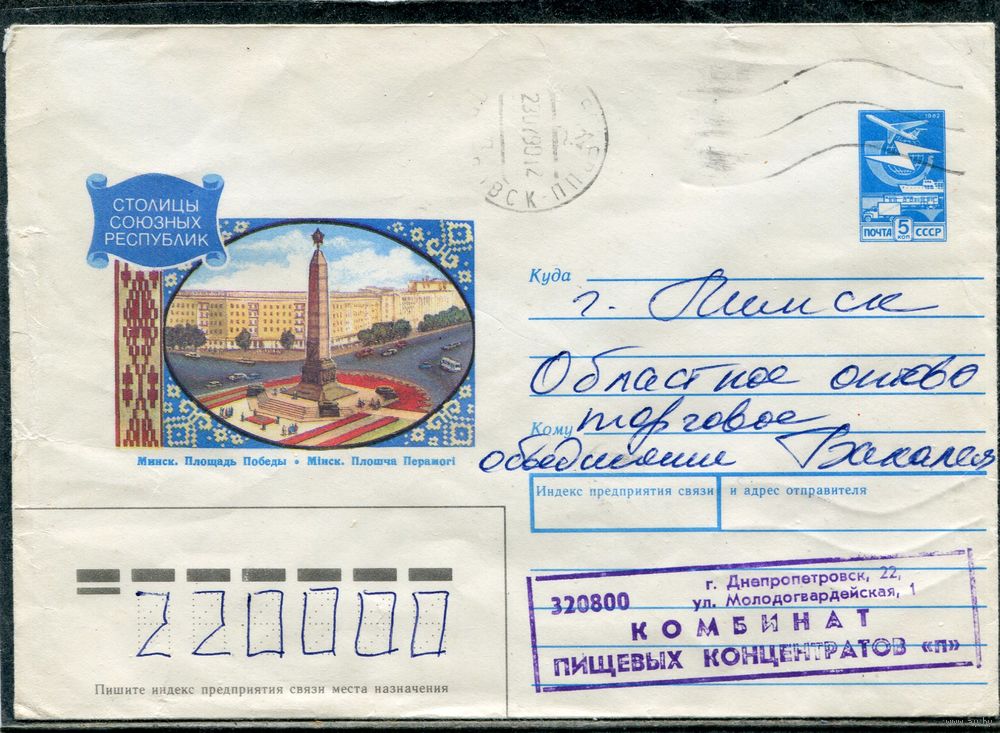 СТОЛИЦЫ
СОЮЗНЫХ
РЕСПУБЛИК
1982
ПОЧТА 5 КОП СССР
Минск. Площадь Победы • Мінск. Плошча Перамогі
Куда
г. Минск
Областное оптово
Кому торговое
объединение Бакалея
Индекс предприятия связи и адрес отправителя
320800
г. Днепропетровск, 22,
ул. Молодогвардейская, 1
КОМБИНАТ
ПИЩЕВЫХ КОНЦЕНТРАТОВ «П»
220000
Пишите индекс предприятия связи места назначения